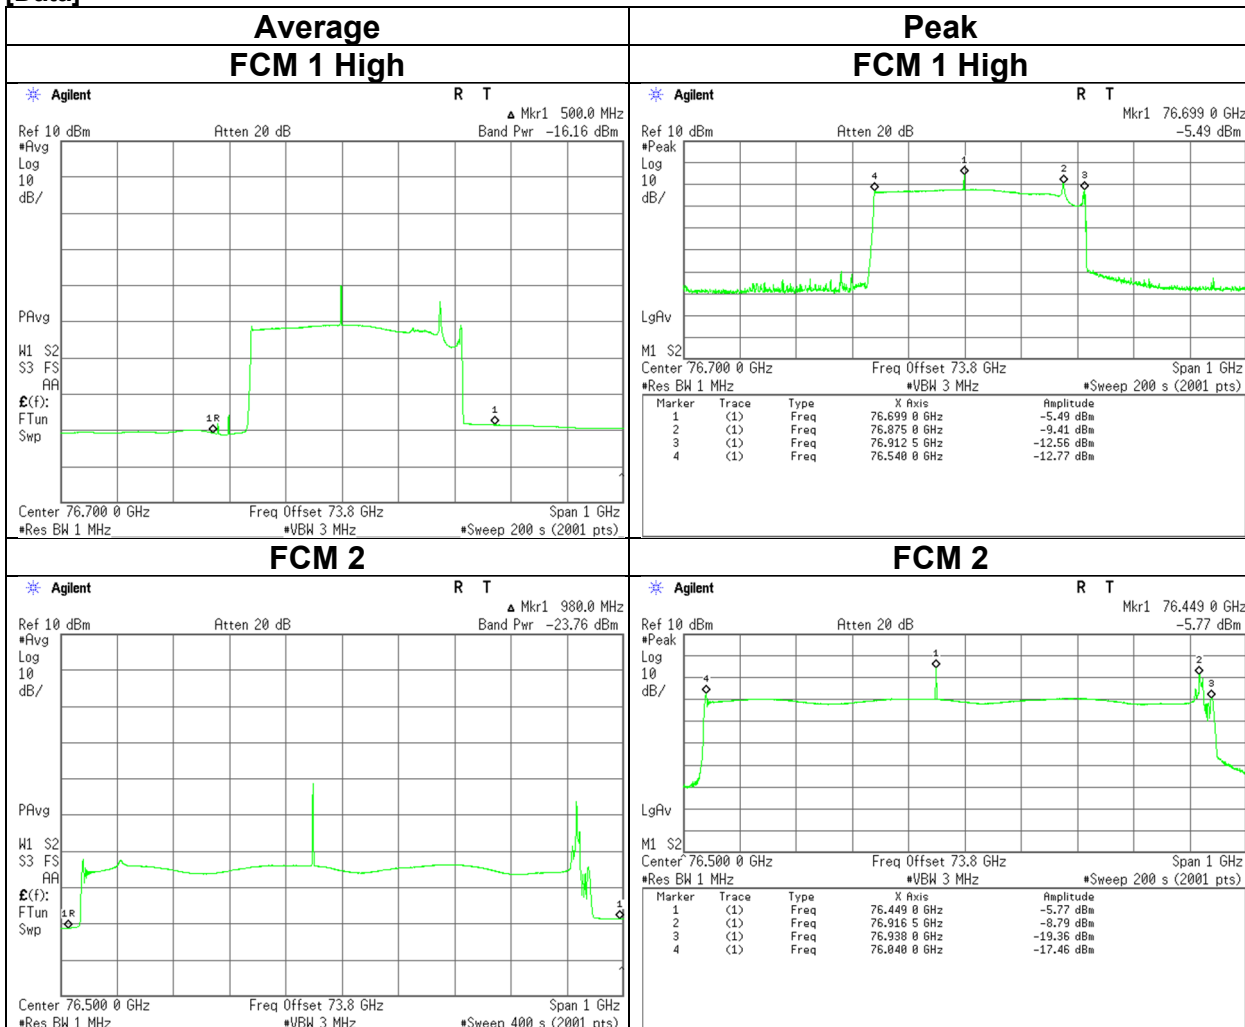 [Data]
Average
Peak
FCM 1 High
FCM 1 High
Agilent R T
Δ Mkr1 500.0 MHz
Ref 10 dBm Atten 20 dB Band Pwr -16.16 dBm
#Avg
Log
10
dB/
1R
1
PAvg
W1 S2
S3 FS
AA
£(f):
FTun
Swp
Center 76.700 0 GHz Freq Offset 73.8 GHz Span 1 GHz
#Res BW 1 MHz #VBW 3 MHz #Sweep 200 s (2001 pts)
Agilent R T
Mkr1 76.699 0 GHz
Ref 10 dBm Atten 20 dB -5.49 dBm
#Peak
Log
10
dB/
4
1
2
3
LgAv
M1 S2
Center 76.700 0 GHz Freq Offset 73.8 GHz Span 1 GHz
#Res BW 1 MHz #VBW 3 MHz #Sweep 200 s (2001 pts)
Marker Trace Type X Axis Amplitude
1 (1) Freq 76.699 0 GHz -5.49 dBm
2 (1) Freq 76.875 0 GHz -9.41 dBm
3 (1) Freq 76.912 5 GHz -12.56 dBm
4 (1) Freq 76.540 0 GHz -12.77 dBm
FCM 2
FCM 2
Agilent R T
Δ Mkr1 980.0 MHz
Ref 10 dBm Atten 20 dB Band Pwr -23.76 dBm
#Avg
Log
10
dB/
1R
1
PAvg
W1 S2
S3 FS
AA
£(f):
FTun
Swp
Center 76.500 0 GHz Freq Offset 73.8 GHz Span 1 GHz
#Res BW 1 MHz #VBW 3 MHz #Sweep 400 s (2001 pts)
Agilent R T
Mkr1 76.449 0 GHz
Ref 10 dBm Atten 20 dB -5.77 dBm
#Peak
Log
10
dB/
4
1
2
3
LgAv
M1 S2
Center 76.500 0 GHz Freq Offset 73.8 GHz Span 1 GHz
#Res BW 1 MHz #VBW 3 MHz #Sweep 200 s (2001 pts)
Marker Trace Type X Axis Amplitude
1 (1) Freq 76.449 0 GHz -5.77 dBm
2 (1) Freq 76.916 5 GHz -8.79 dBm
3 (1) Freq 76.938 0 GHz -19.36 dBm
4 (1) Freq 76.040 0 GHz -17.46 dBm